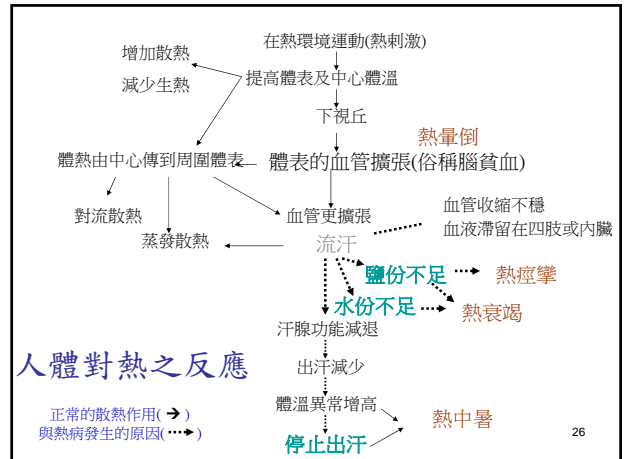 在熱環境運動(熱刺激)
增加散熱
減少生熱
提高體表及中心體溫
下視丘
熱暈倒
體熱由中心傳到周圍體表
體表的血管擴張(俗稱腦貧血)
對流散熱
蒸發散熱
血管更擴張
流汗
血管收縮不穩
血液滯留在四肢或內臟
鹽份不足
熱痙攣
水份不足
熱衰竭
汗腺功能減退
出汗減少
體溫異常增高
停止出汗
熱中暑
人體對熱之反應
正常的散熱作用(➔)
與熱病發生的原因(┅➔)
26